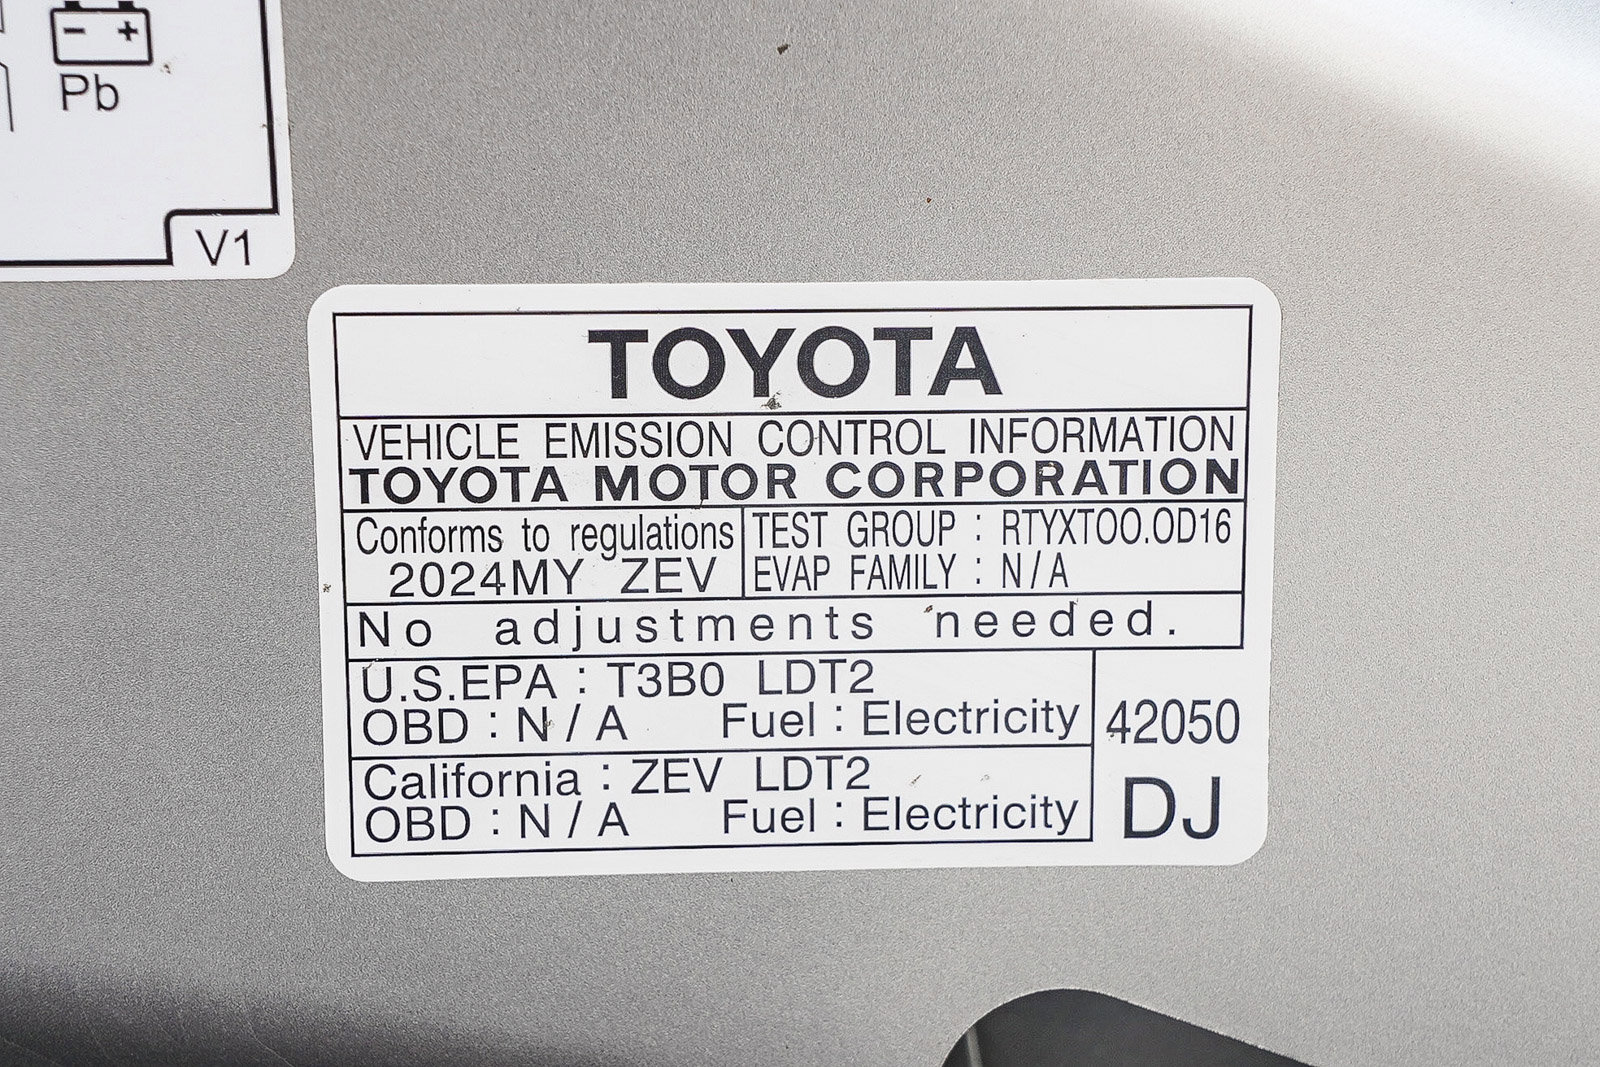 Pb
V1
TOYOTA
VEHICLE EMISSION CONTROL INFORMATION
TOYOTA MOTOR CORPORATION
Conforms to regulations
2024MY ZEV
TEST GROUP : RTYXT00.0D16
EVAP FAMILY : N/A
No adjustments needed.
U.S.EPA : T3B0 LDT2
OBD : N/A Fuel : Electricity
California : ZEV LDT2
OBD : N/A Fuel : Electricity
42050
DJ